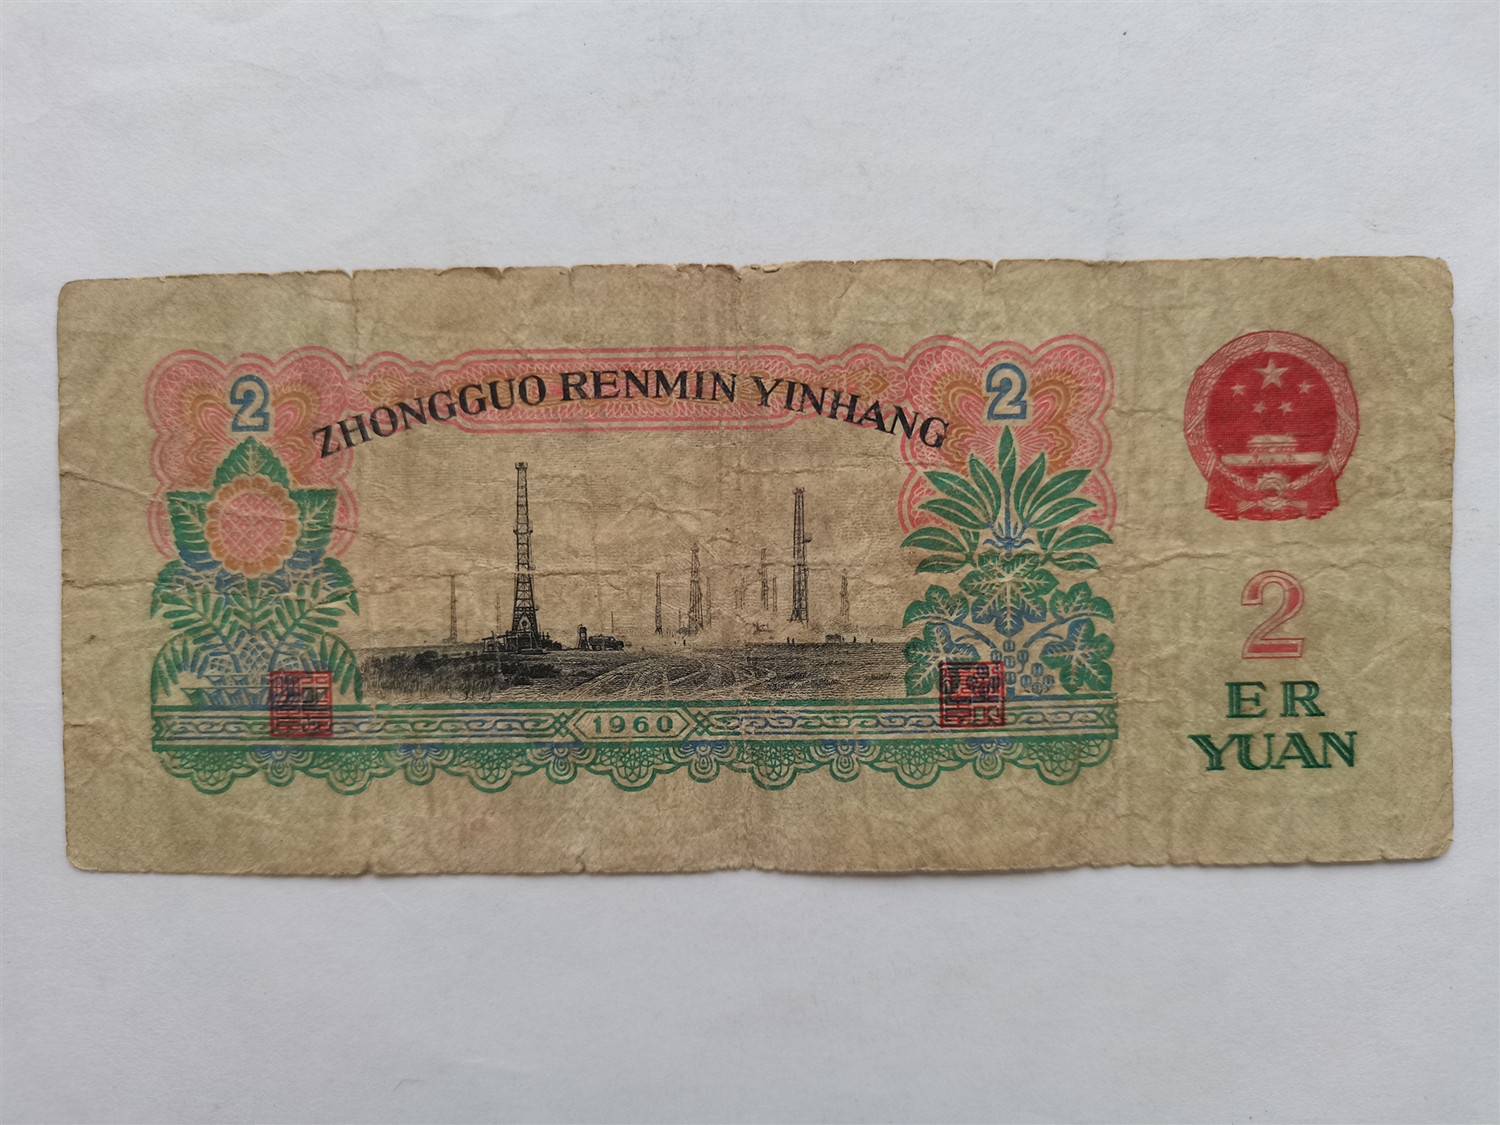 2
ZHONGGUO RENMIN YINHANG
2
1960
2
ER
YUAN